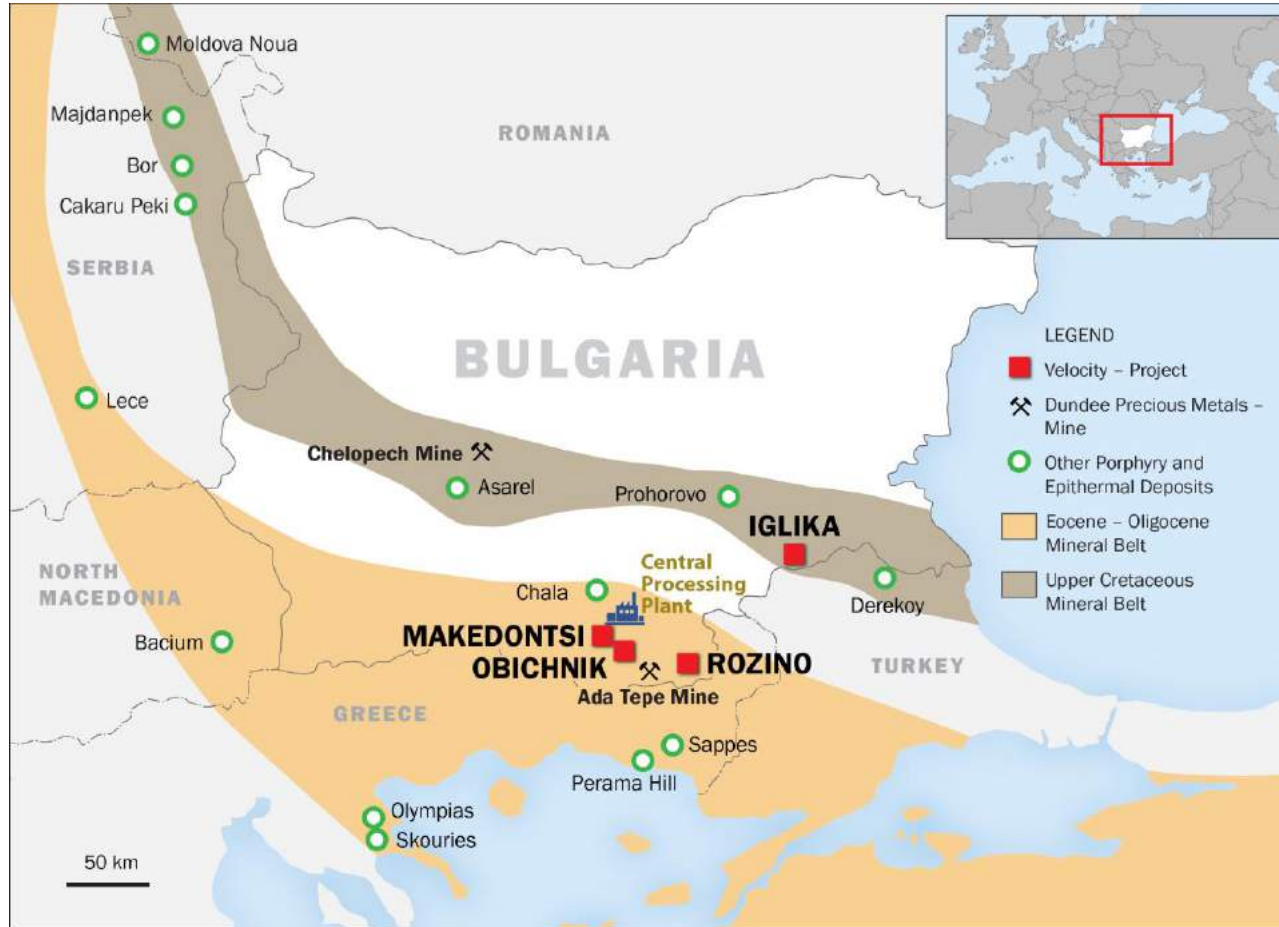 Moldova Noua
Majdanpek
ROMANIA
Bor
Cakaru Peki
SERBIA
BULGARIA
Lece
Chelopech Mine
Asarel
Prohorovo
IGLIKA
NORTH
MACEDONIA
Chala
Central
Processing
Plant
Derekoy
Bacium
MAKEDONTSI
OBICHNIK
ROZINO
TURKEY
Ada Tepe Mine
GREECE
Sappes
Perama Hill
Olympias
Skouries
50 km
LEGEND
Velocity – Project
Dundee Precious Metals –
Mine
Other Porphyry and
Epithermal Deposits
Eocene – Oligocene
Mineral Belt
Upper Cretaceous
Mineral Belt